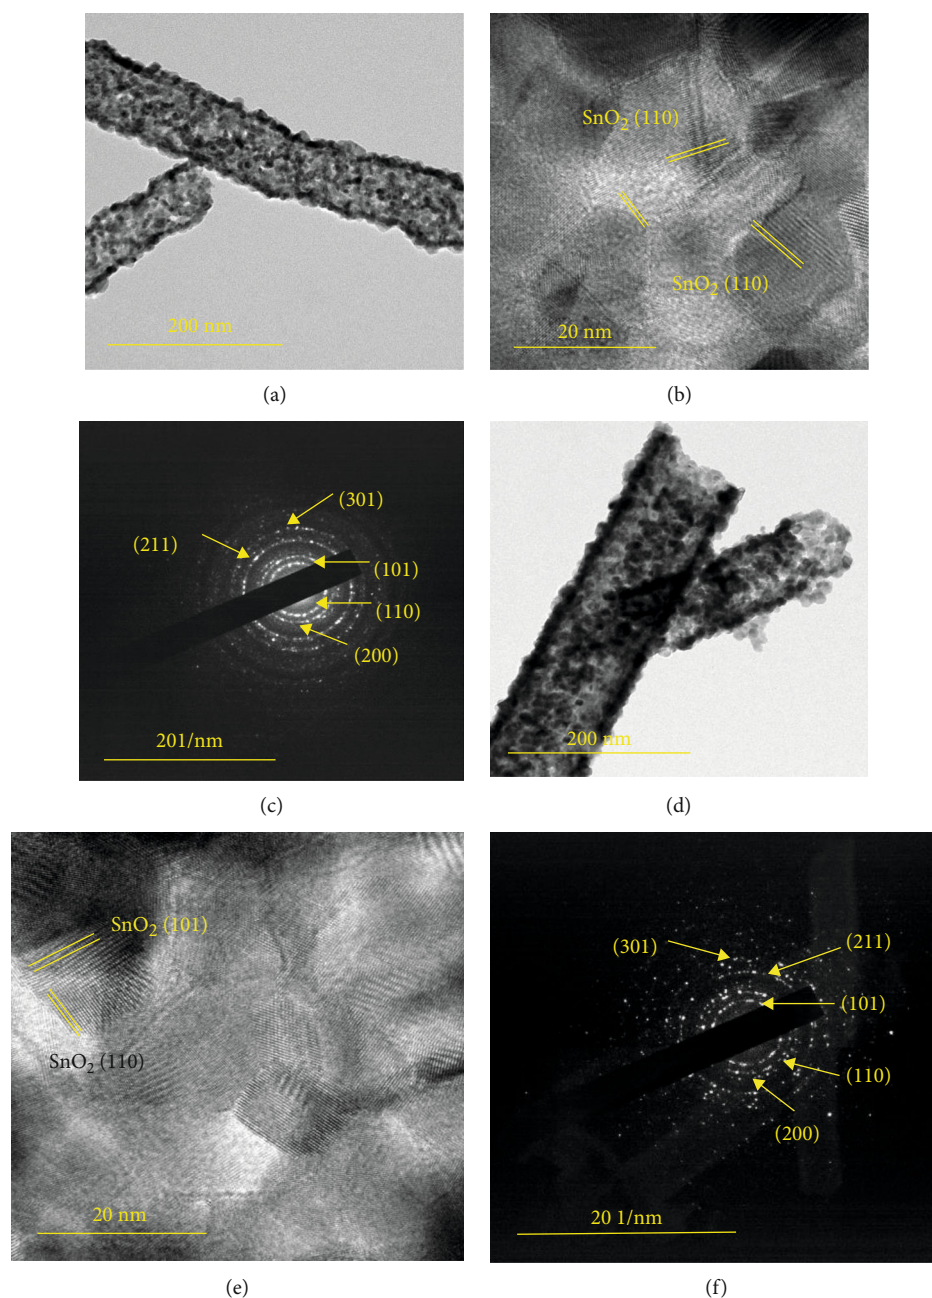 200 nm
(a)
SnO₂ (110)
SnO₂ (110)
20 nm
(b)
(301)
(211)
(101)
(110)
(200)
201/nm
(c)
200 nm
(d)
SnO₂ (101)
SnO₂ (110)
20 nm
(e)
(301)
(211)
(101)
(110)
(200)
20 1/nm
(f)